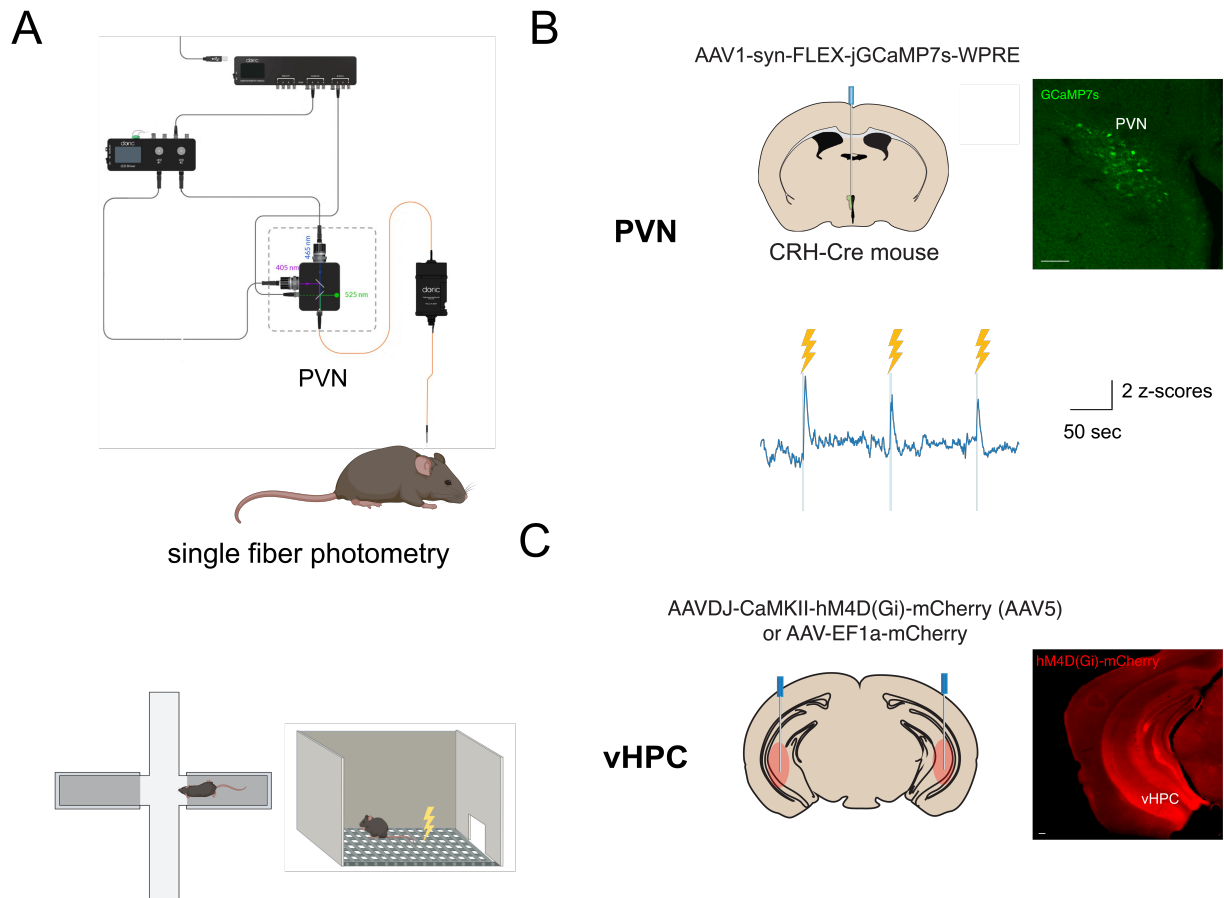 A
doric
doric
465 nm
405 nm
525 nm
doric
PVN
single fiber photometry
B
AAV1-syn-FLEX-jGCaMP7s-WPRE
GCaMP7s
PVN
PVN
CRH-Cre mouse
2 z-scores
50 sec
C
AAVDJ-CaMKII-hM4D(Gi)-mCherry (AAV5)
or AAV-EF1a-mCherry
hM4D(Gi)-mCherry
vHPC
vHPC